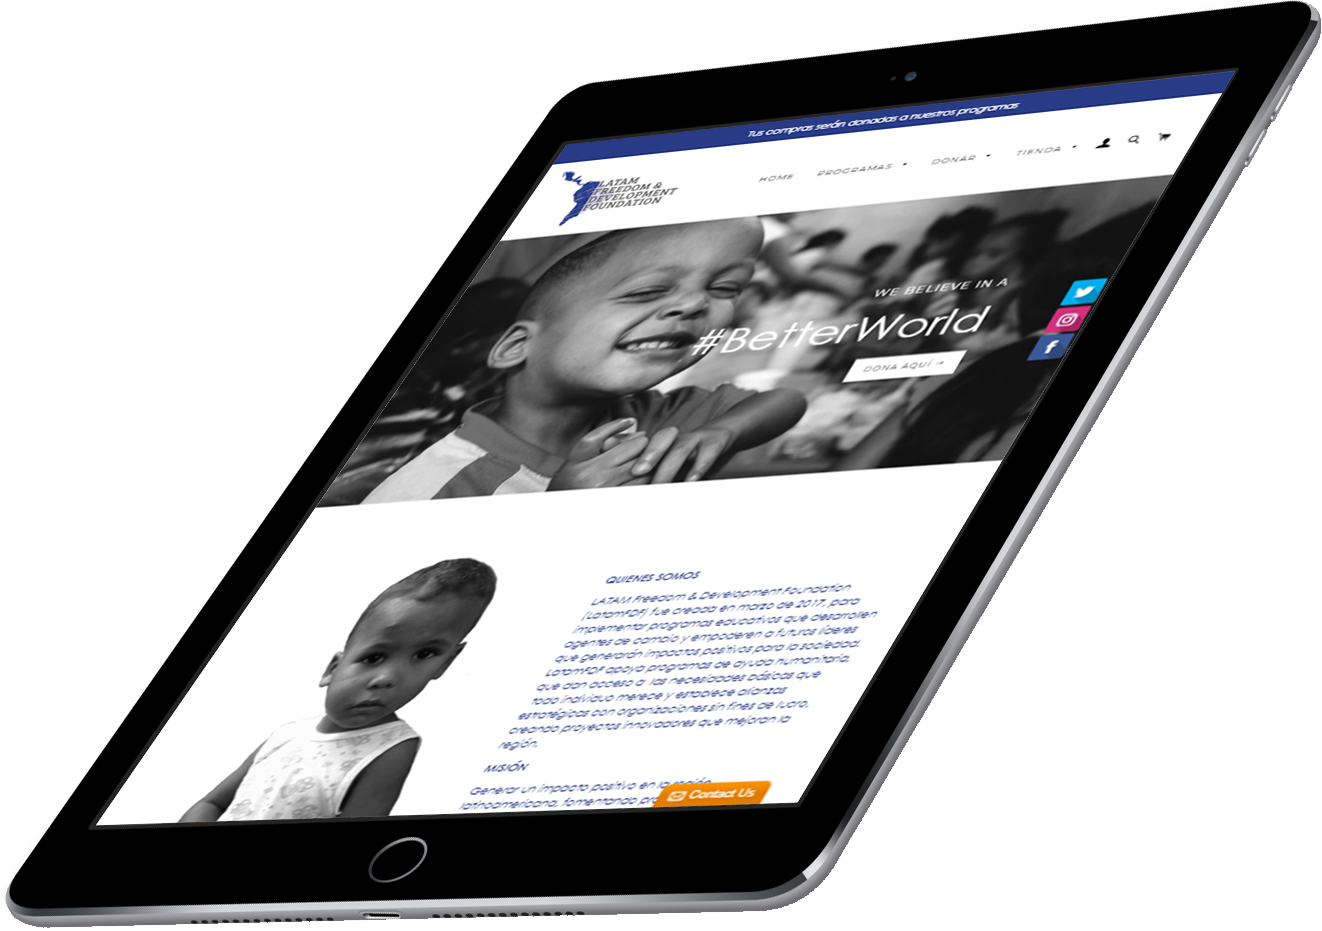 Tus compras serán donadas a nuestros programas
LATAM
FREEDOM &
DEVELOPMENT
FOUNDATION
HOME PROGRAMAS DONAR TIENDA
WE BELIEVE IN A
#BetterWorld
DONA AQUÍ →
QUIENES SOMOS
LATAM Freedom & Development Foundation
(LatamFDF) fue creada en marzo de 2017, para
implementar programas educativos que desarrollen
agentes de cambio y empoderen a futuros líderes
que generarán impactos positivos para la sociedad.
LatamFDF apoya programas de ayuda humanitaria,
que dan acceso a las necesidades básicas que
todo individuo merece y establece alianzas
estratégicas con organizaciones sin fines de lucro,
creando proyectos innovadores que mejoran la
región.
MISIÓN
Generar un impacto positivo en la región
latinoamericana, fomentando
Contact Us